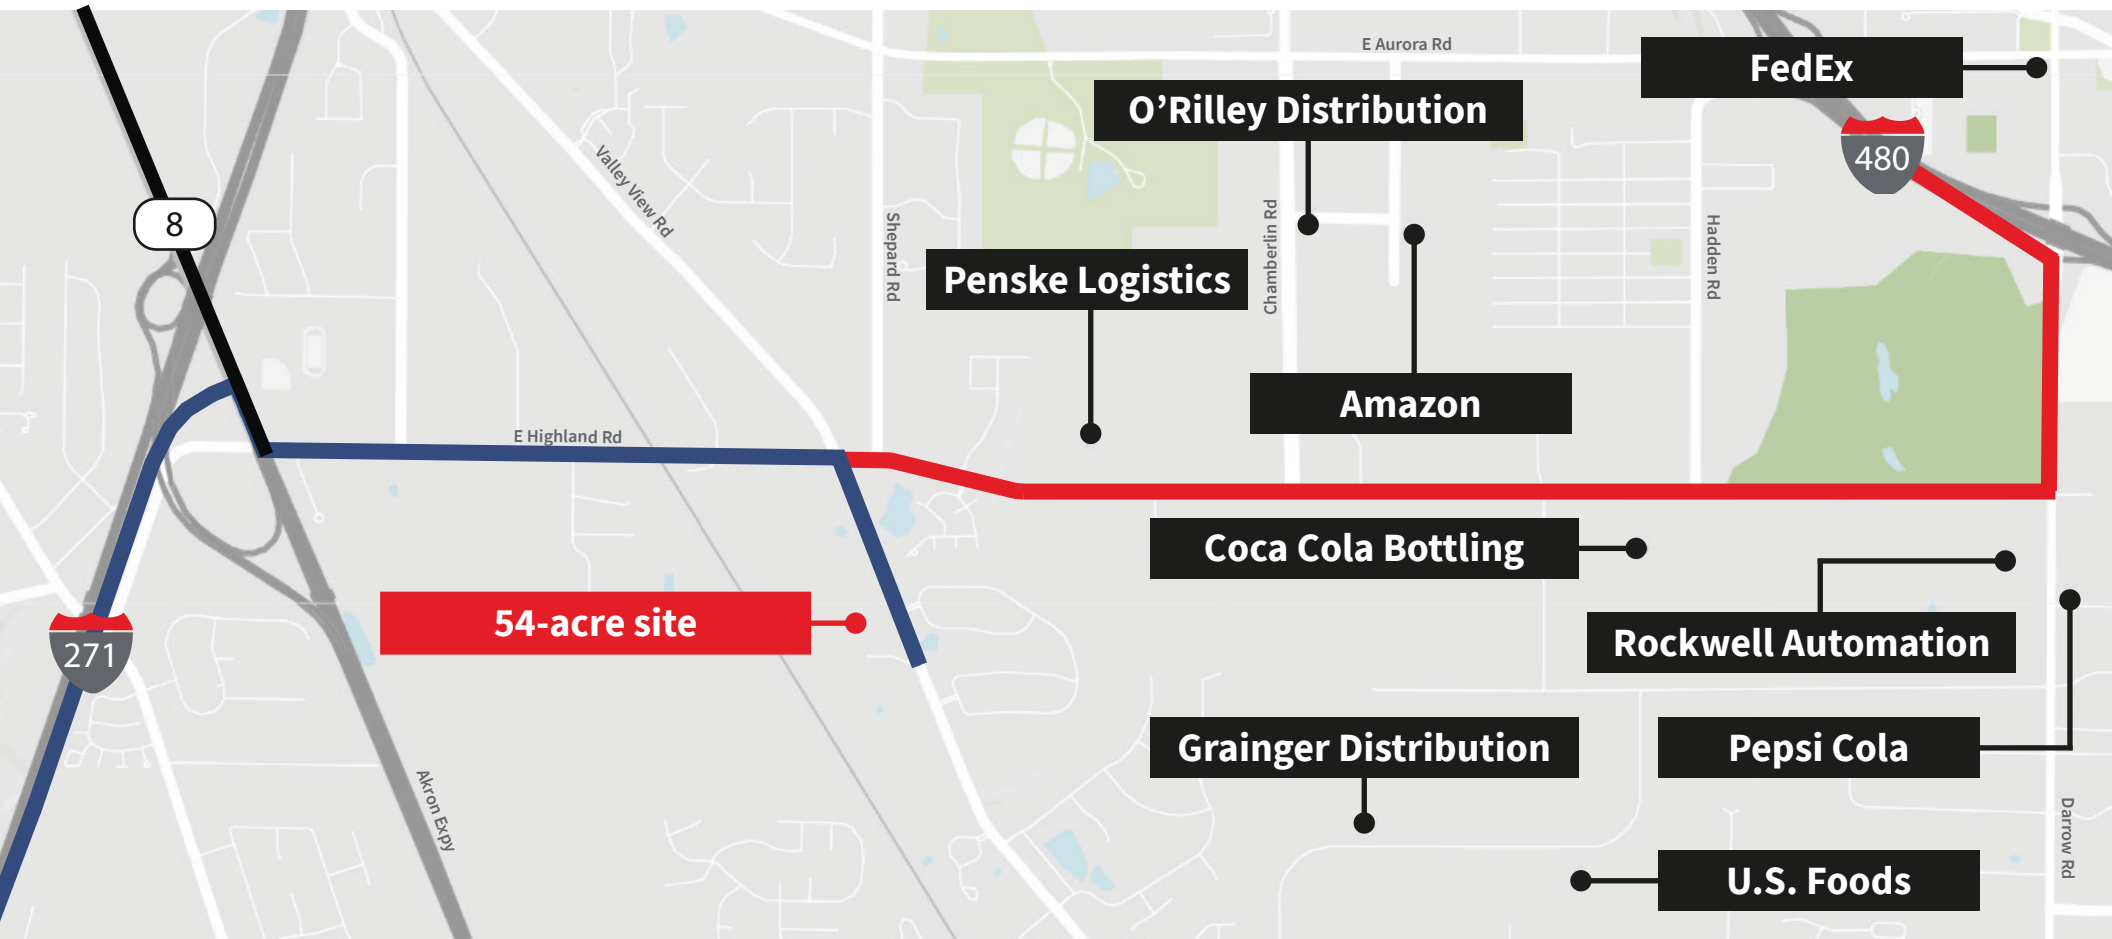 E Aurora Rd
FedEx
O’Rilley Distribution
480
Valley View Rd
8
Shepard Rd
Chamberlin Rd
Hadden Rd
Penske Logistics
Amazon
E Highland Rd
Coca Cola Bottling
54-acre site
Rockwell Automation
271
Grainger Distribution
Pepsi Cola
Akron Expy
Darrow Rd
U.S. Foods